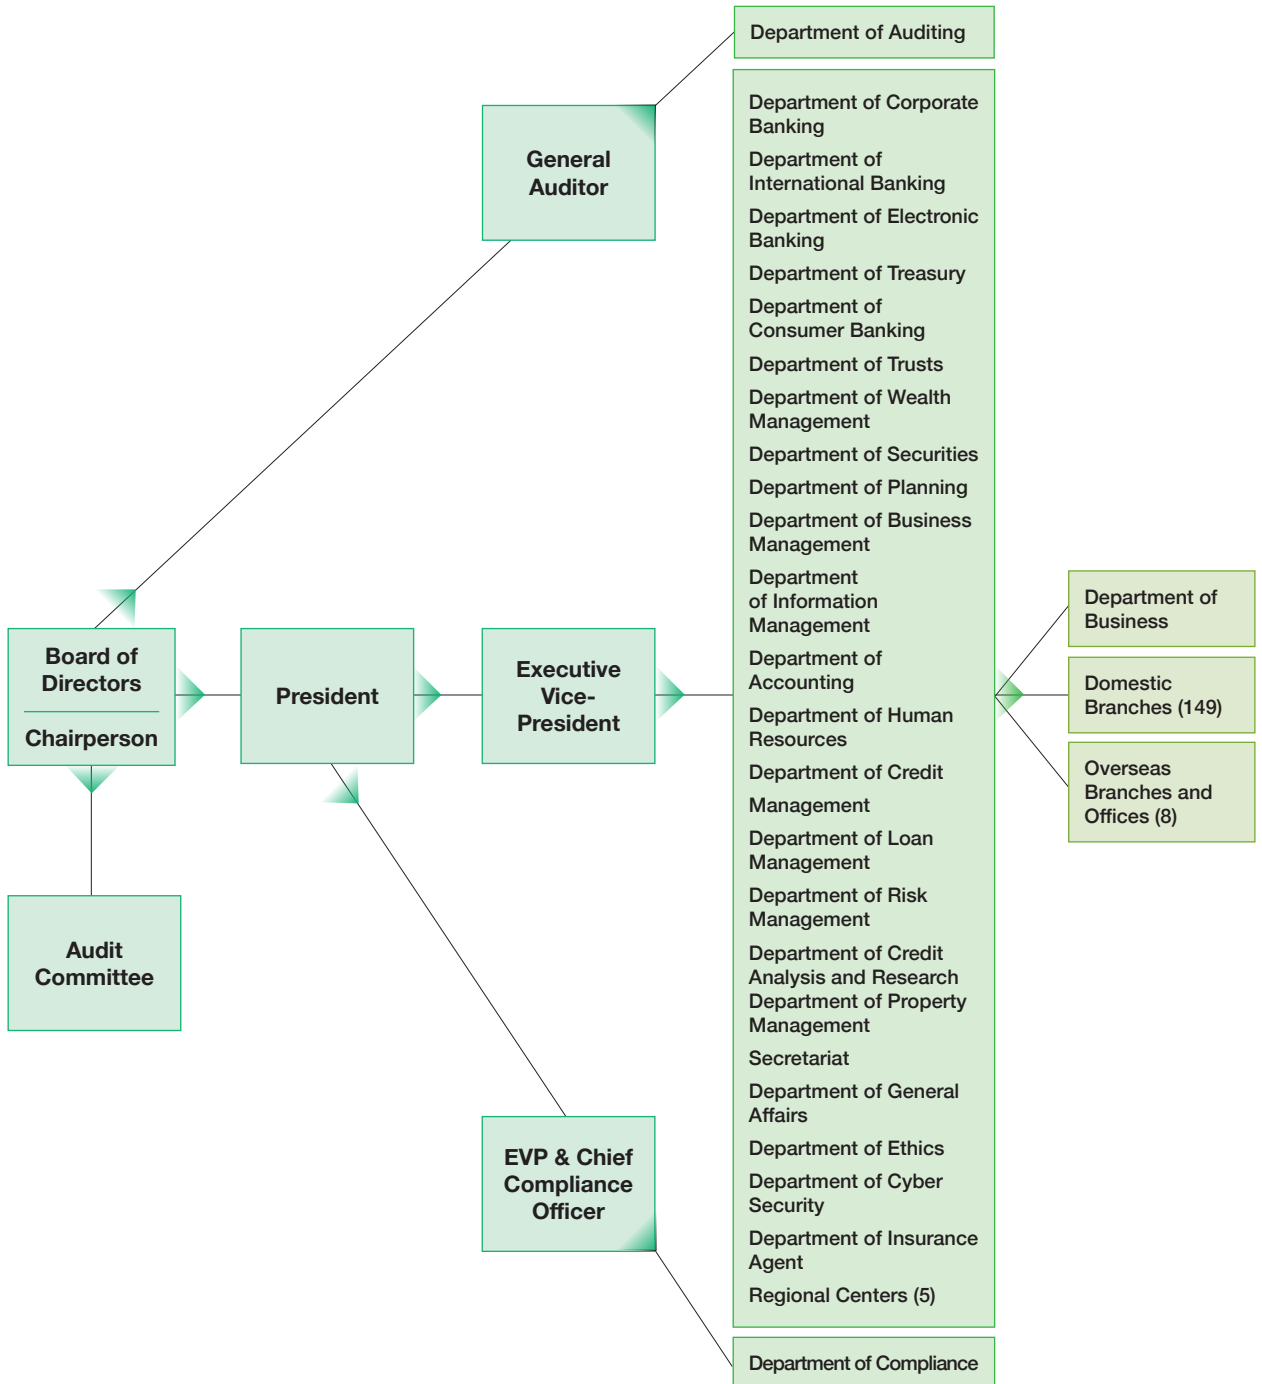 Department of Auditing
General
Auditor
Department of Corporate
Banking
Department of
International Banking
Department of Electronic
Banking
Department of Treasury
Department of
Consumer Banking
Department of Trusts
Department of Wealth
Management
Department of Securities
Department of Planning
Department of Business
Management
Department
of Information
Management
Department of
Accounting
Department of Human
Resources
Department of Credit
Management
Department of Loan
Management
Department of Risk
Management
Department of Credit
Analysis and Research
Department of Property
Management
Secretariat
Department of General
Affairs
Department of Ethics
Department of Cyber
Security
Department of Insurance
Agent
Regional Centers (5)
Board of
Directors
Chairperson
President
Executive
Vice-
President
Department of
Business
Domestic
Branches (149)
Overseas
Branches and
Offices (8)
Audit
Committee
EVP & Chief
Compliance
Officer
Department of Compliance